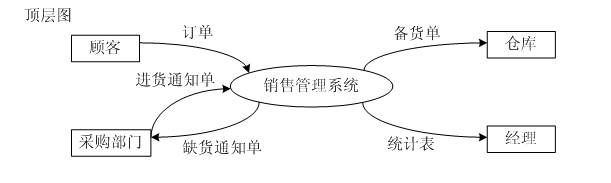 顶层图
订单
备货单
顾客
仓库
进货通知单
销售管理系统
采购部门
缺货通知单
统计表
经理